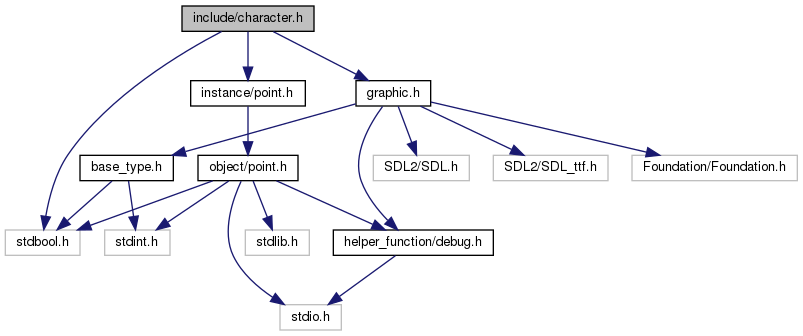 include/character.h
instance/point.h
graphic.h
base_type.h
object/point.h
SDL2/SDL.h
SDL2/SDL_ttf.h
Foundation/Foundation.h
stdbool.h
stdint.h
stdlib.h
helper_function/debug.h
stdio.h